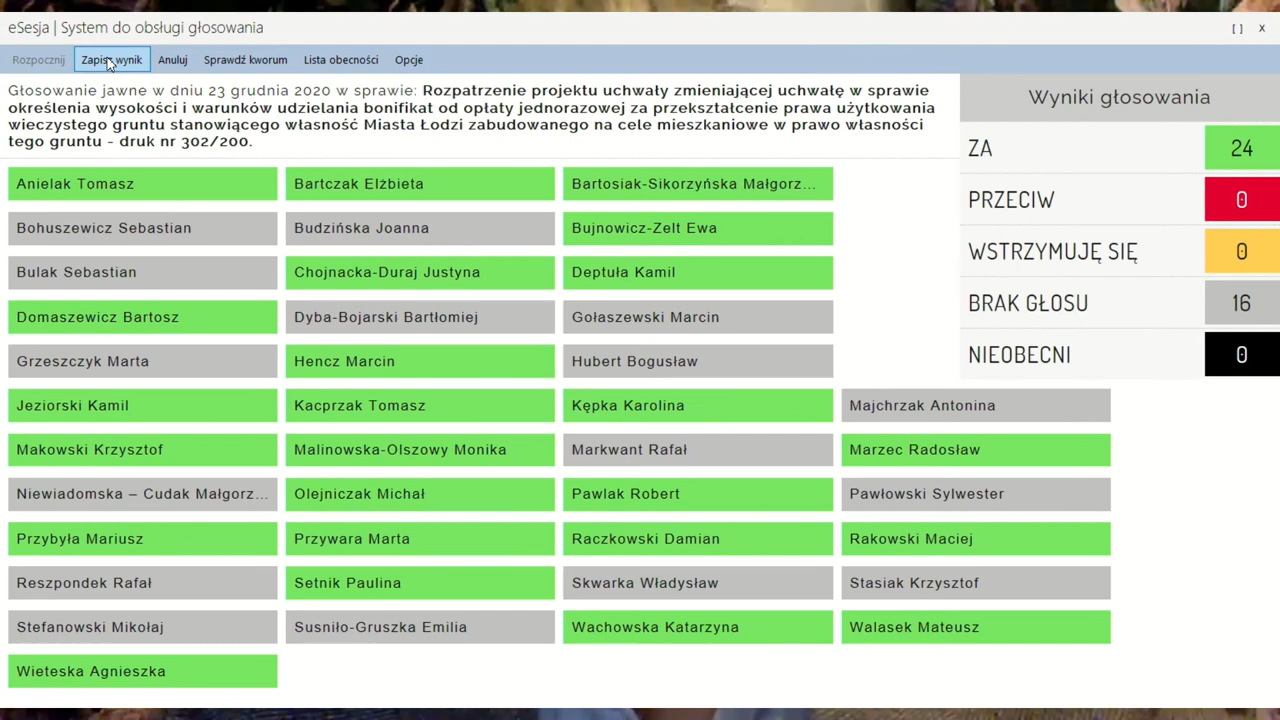 eSesja | System do obsługi głosowania
[ ] X
Rozpocznij Zapisz wynik Anuluj Sprawdź kworum Lista obecności Opcje
Głosowanie jawne w dniu 23 grudnia 2020 w sprawie: Rozpatrzenie projektu uchwały zmieniającej uchwałę w sprawie
określenia wysokości i warunków udzielania bonifikat od opłaty jednorazowej za przekształcenie prawa użytkowania
wieczystego gruntu stanowiącego własność Miasta Łodzi zabudowanego na cele mieszkaniowe w prawo własności
tego gruntu - druk nr 302/200.
Wyniki głosowania
ZA 24
PRZECIW 0
WSTRZYMUJĘ SIĘ 0
BRAK GŁOSU 16
NIEOBECNI 0
Anielak Tomasz Bartczak Elżbieta Bartosiak-Sikorzyńska Małgorz...
Bohuszewicz Sebastian Budzińska Joanna Bujnowicz-Zelt Ewa
Bulak Sebastian Chojnacka-Duraj Justyna Deptuła Kamil
Domaszewicz Bartosz Dyba-Bojarski Bartłomiej Gołaszewski Marcin
Grzeszczyk Marta Hencz Marcin Hubert Bogusław
Jeziorski Kamil Kacprzak Tomasz Kępka Karolina Majchrzak Antonina
Makowski Krzysztof Malinowska-Olszowy Monika Markwant Rafał Marzec Radosław
Niewiadomska – Cudak Małgorz... Olejniczak Michał Pawlak Robert Pawłowski Sylwester
Przybyła Mariusz Przywara Marta Raczkowski Damian Rakowski Maciej
Reszpondek Rafał Setnik Paulina Skwarka Władysław Stasiak Krzysztof
Stefanowski Mikołaj Susniło-Gruszka Emilia Wachowska Katarzyna Walasek Mateusz
Wieteska Agnieszka